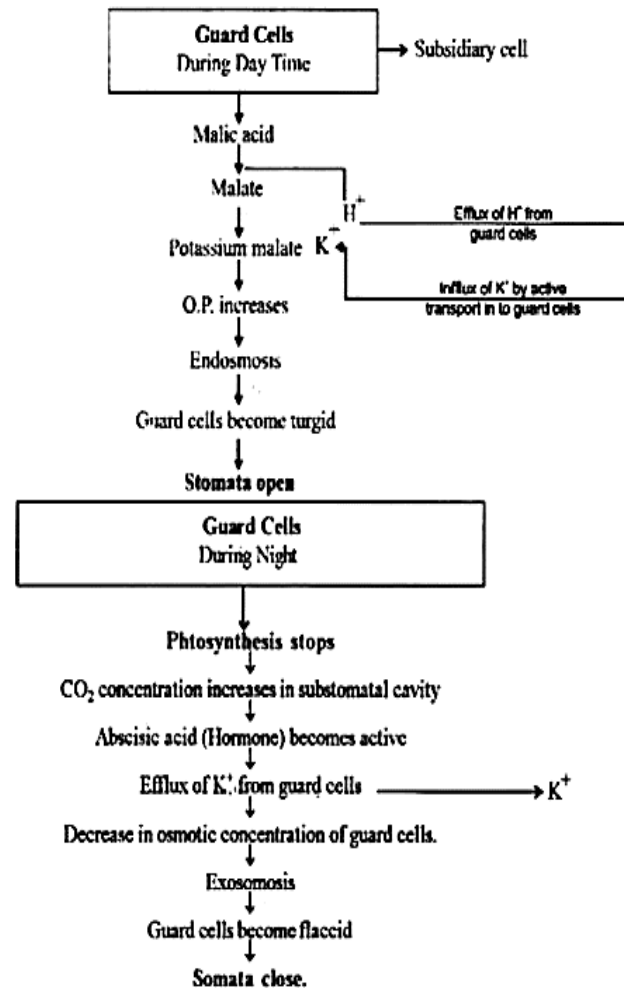 Guard Cells
During Day Time
Subsidiary cell
Malic acid
Malate
H⁺
Efflux of H⁺ from
guard cells
K⁺
Potassium malate
Influx of K⁺ by active
transport in to guard cells
O.P. increases
Endosmosis
Guard cells become turgid
Stomata open
Guard Cells
During Night
Phtosynthesis stops
CO₂ concentration increases in substomatal cavity
Abscisic acid (Hormone) becomes active
Efflux of K⁺ from guard cells
K⁺
Decrease in osmotic concentration of guard cells.
Exosomosis
Guard cells become flaccid
Somata close.